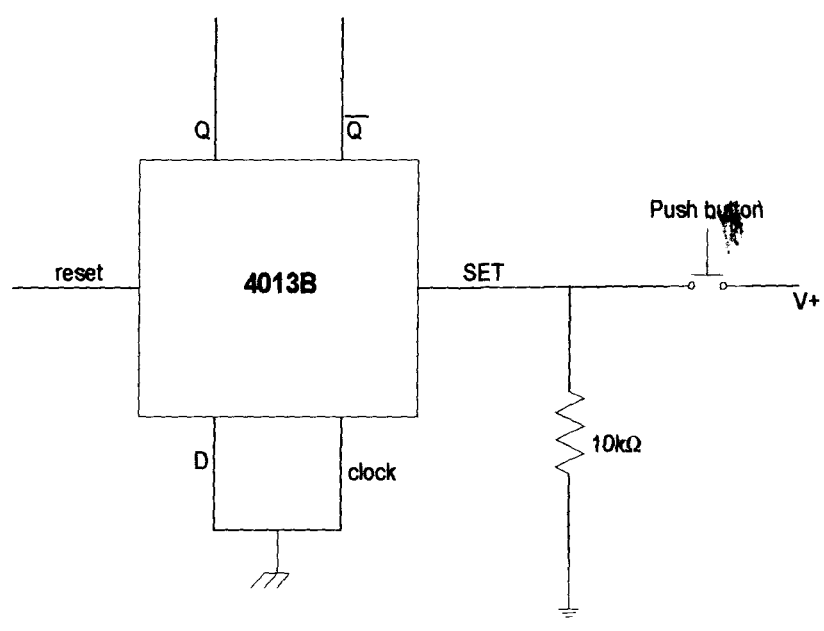 Q
Q̅
Push button
reset
4013B
SET
V+
10kΩ
D
clock